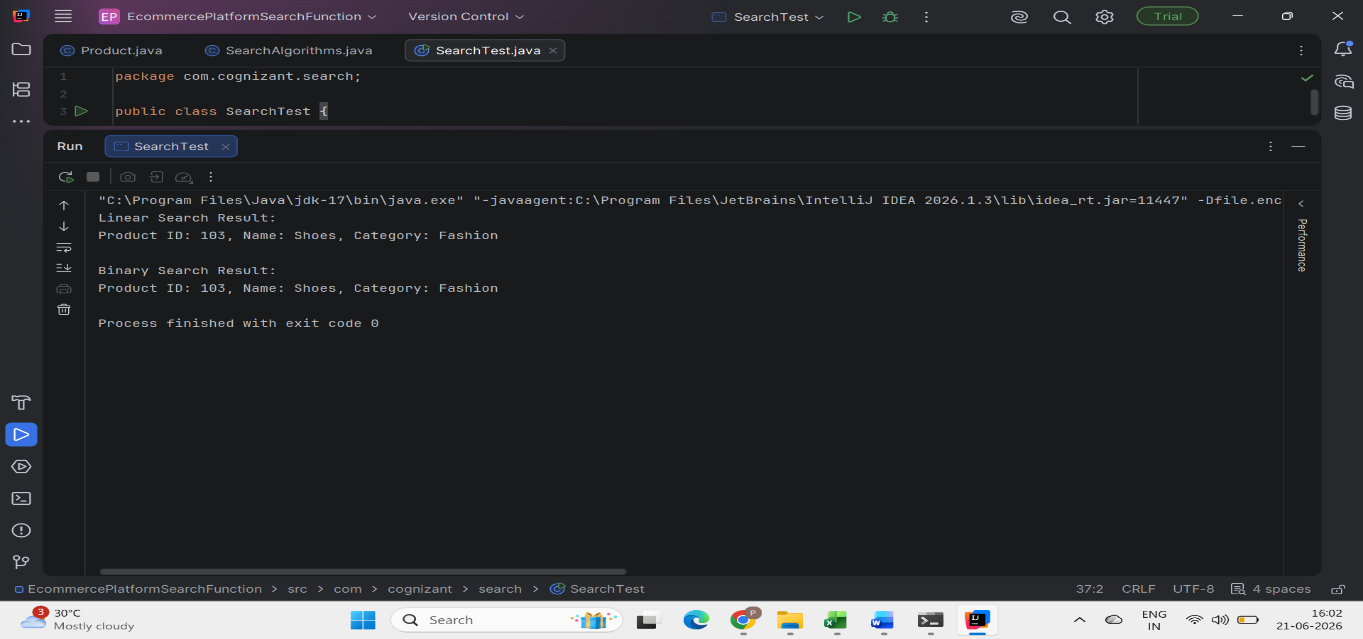 EP EcommercePlatformSearchFunction Version Control SearchTest Trial
Product.java SearchAlgorithms.java SearchTest.java
1 package com.cognizant.search;
2
3 public class SearchTest {
Run SearchTest
"C:\Program Files\Java\jdk-17\bin\java.exe" "-javaagent:C:\Program Files\JetBrains\IntelliJ IDEA 2026.1.3\lib\idea_rt.jar=11447" -Dfile.enc
Linear Search Result:
Product ID: 103, Name: Shoes, Category: Fashion
Binary Search Result:
Product ID: 103, Name: Shoes, Category: Fashion
Process finished with exit code 0
Performance
EcommercePlatformSearchFunction > src > com > cognizant > search > SearchTest 37:2 CRLF UTF-8 4 spaces
3 30°C
Mostly cloudy
Search
P
ENG
IN
16:02
21-06-2026